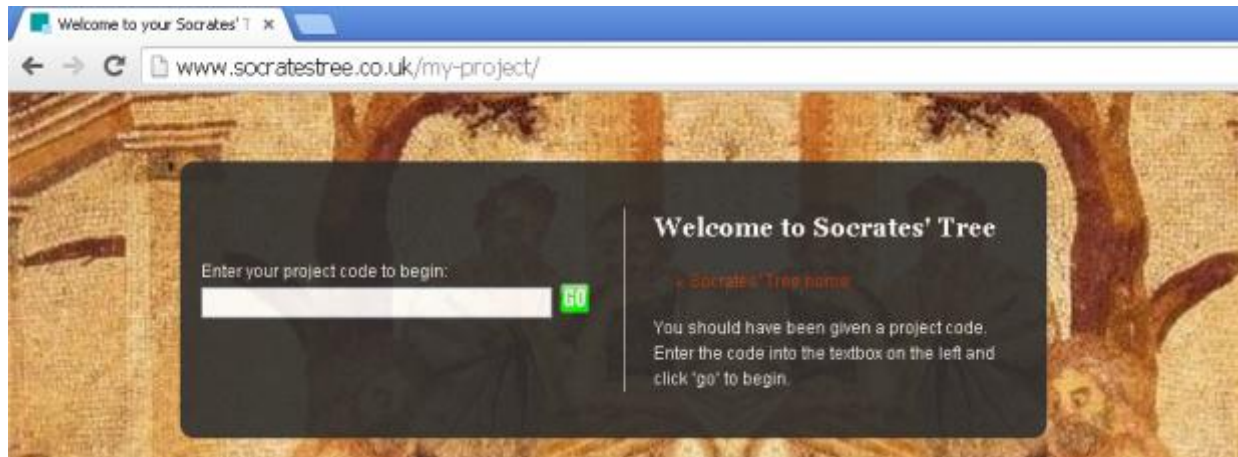 Welcome to your Socrates' T
www.socratestree.co.uk/my-project/
Enter your project code to begin:
GO
Welcome to Socrates' Tree
« Socrates' Tree home
You should have been given a project code.
Enter the code into the textbox on the left and
click 'go' to begin.